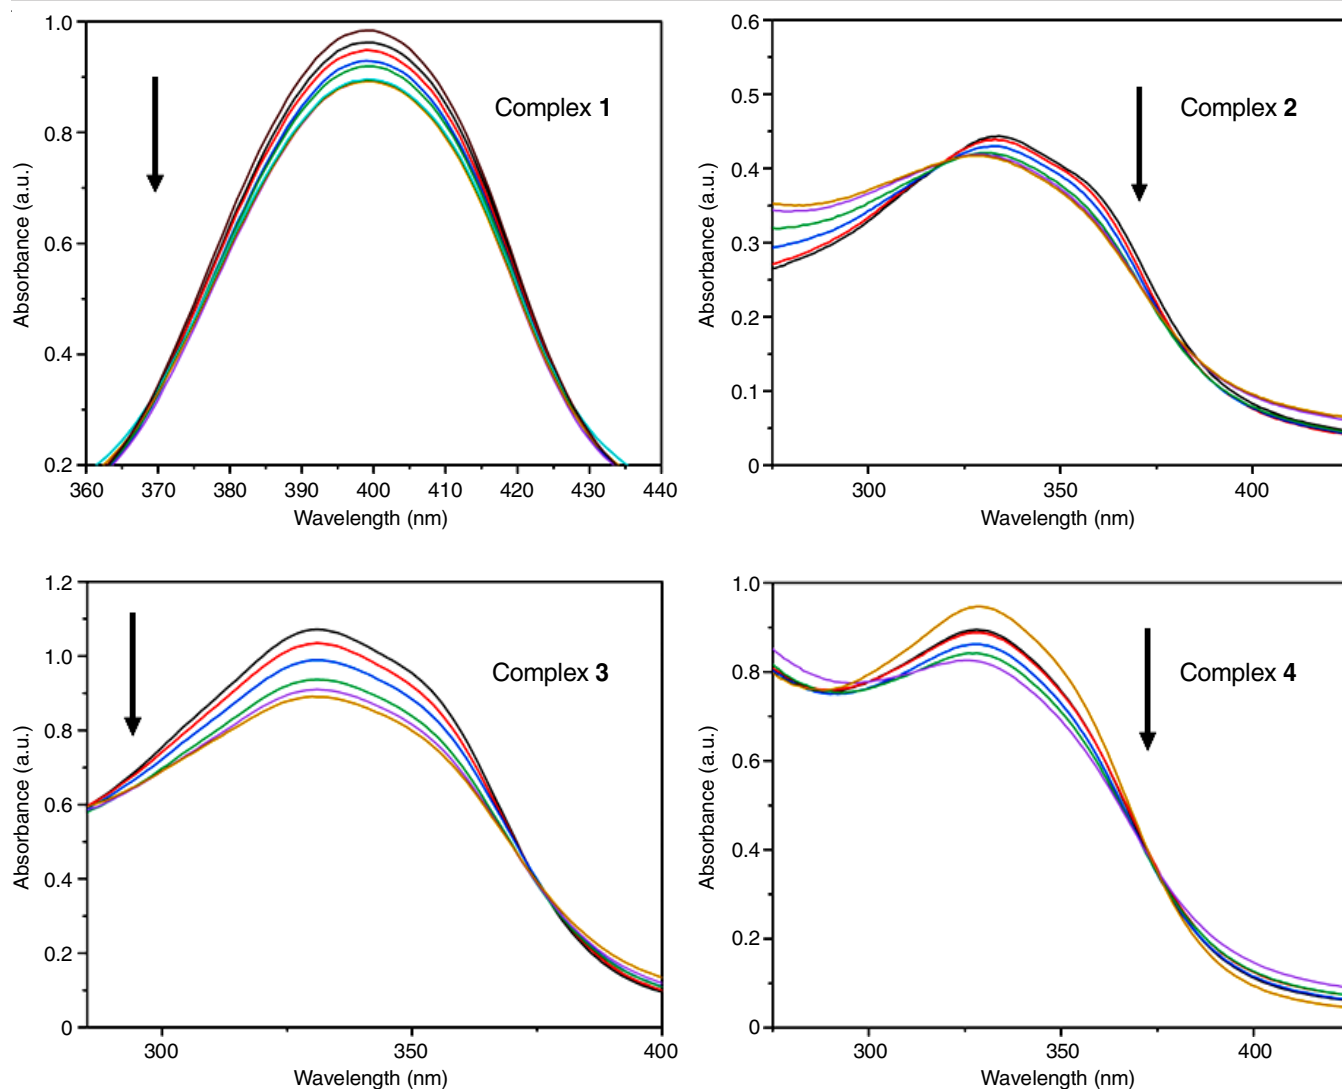 1.0
0.8
0.6
0.4
0.2
Absorbance (a.u.)
Complex 1
360 370 380 390 400 410 420 430 440
Wavelength (nm)
0.6
0.5
0.4
0.3
0.2
0.1
0
Absorbance (a.u.)
Complex 2
300 350 400
Wavelength (nm)
1.2
1.0
0.8
0.6
0.4
0.2
0
Absorbance (a.u.)
Complex 3
300 350 400
Wavelength (nm)
1.0
0.8
0.6
0.4
0.2
0
Absorbance (a.u.)
Complex 4
300 350 400
Wavelength (nm)